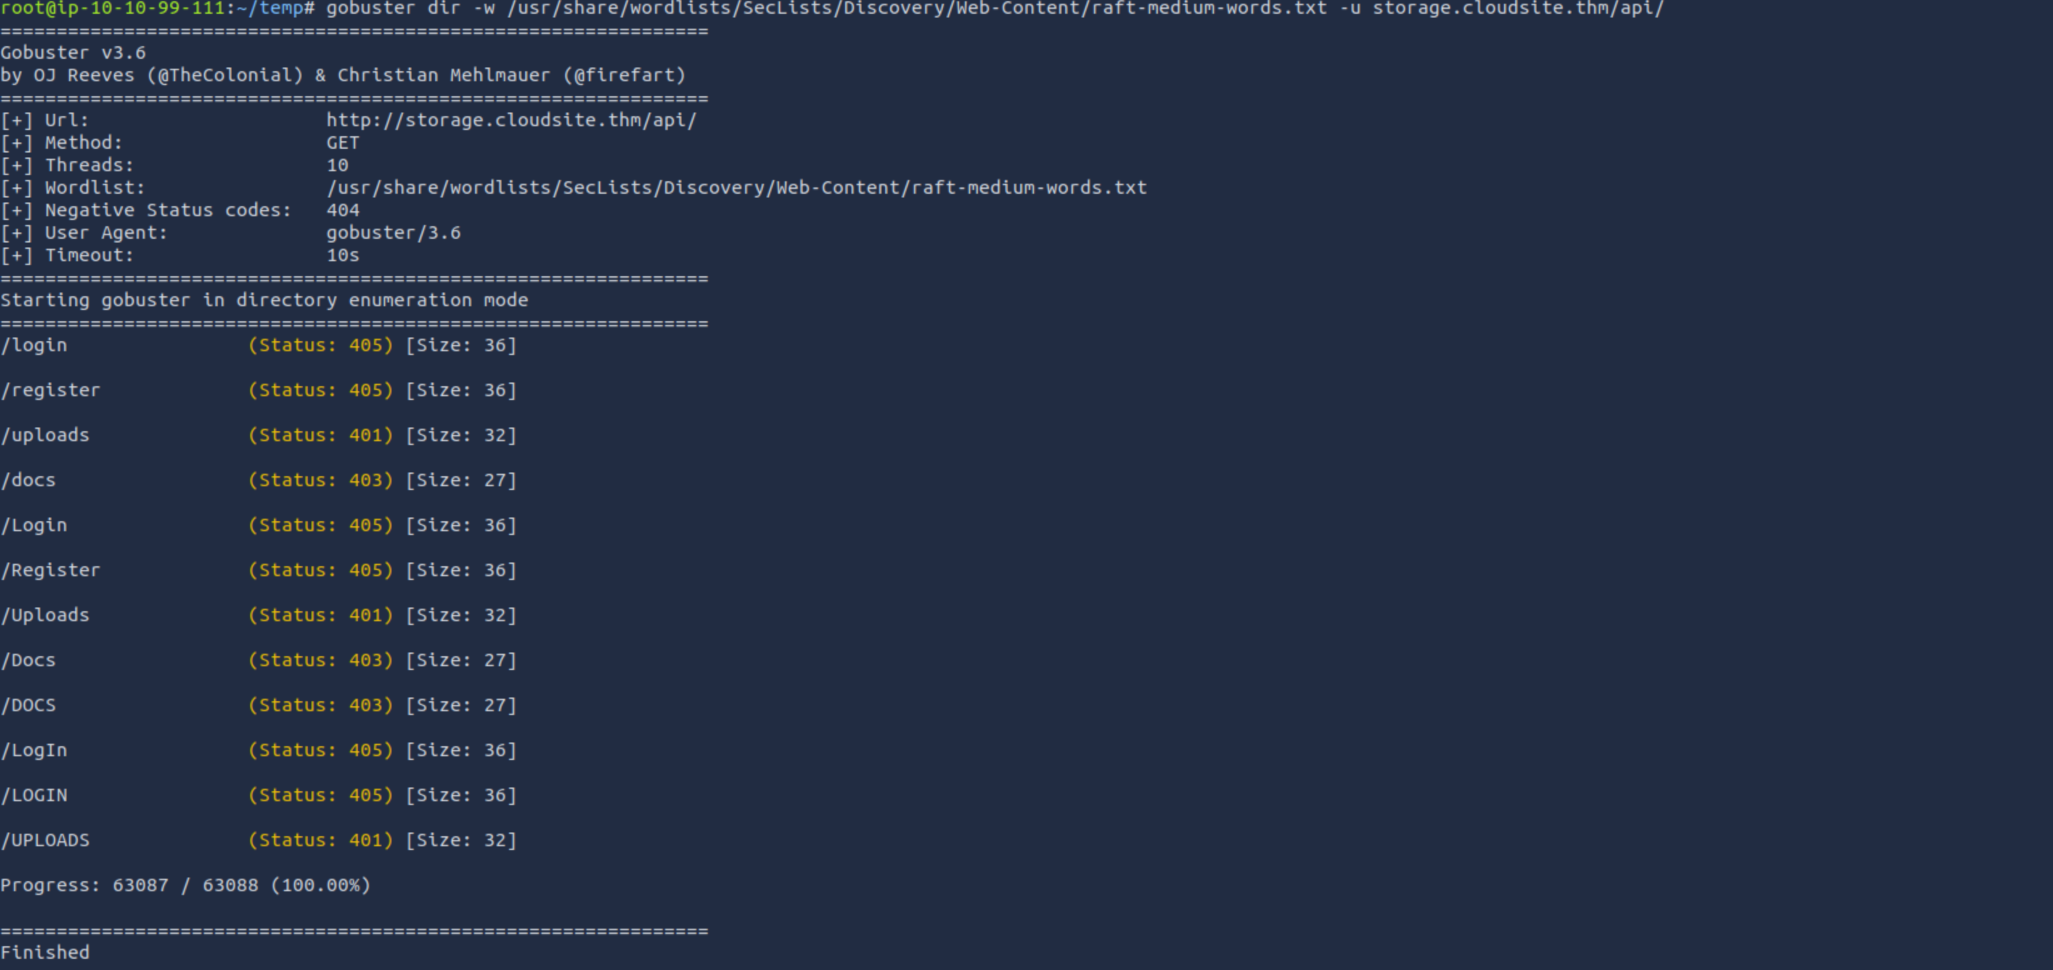 root@ip-10-10-99-111:~/temp# gobuster dir -w /usr/share/wordlists/SecLists/Discovery/Web-Content/raft-medium-words.txt -u storage.cloudsite.thm/api/
===============================================================
Gobuster v3.6
by OJ Reeves (@TheColonial) & Christian Mehlmauer (@firefart)
===============================================================
[+] Url:                     http://storage.cloudsite.thm/api/
[+] Method:                  GET
[+] Threads:                 10
[+] Wordlist:                /usr/share/wordlists/SecLists/Discovery/Web-Content/raft-medium-words.txt
[+] Negative Status codes:   404
[+] User Agent:              gobuster/3.6
[+] Timeout:                 10s
===============================================================
Starting gobuster in directory enumeration mode
===============================================================
/login                (Status: 405) [Size: 36]
/register             (Status: 405) [Size: 36]
/uploads              (Status: 401) [Size: 32]
/docs                 (Status: 403) [Size: 27]
/Login                (Status: 405) [Size: 36]
/Register             (Status: 405) [Size: 36]
/Uploads              (Status: 401) [Size: 32]
/Docs                 (Status: 403) [Size: 27]
/DOCS                 (Status: 403) [Size: 27]
/LogIn                (Status: 405) [Size: 36]
/LOGIN                (Status: 405) [Size: 36]
/UPLOADS              (Status: 401) [Size: 32]
Progress: 63087 / 63088 (100.00%)
===============================================================
Finished